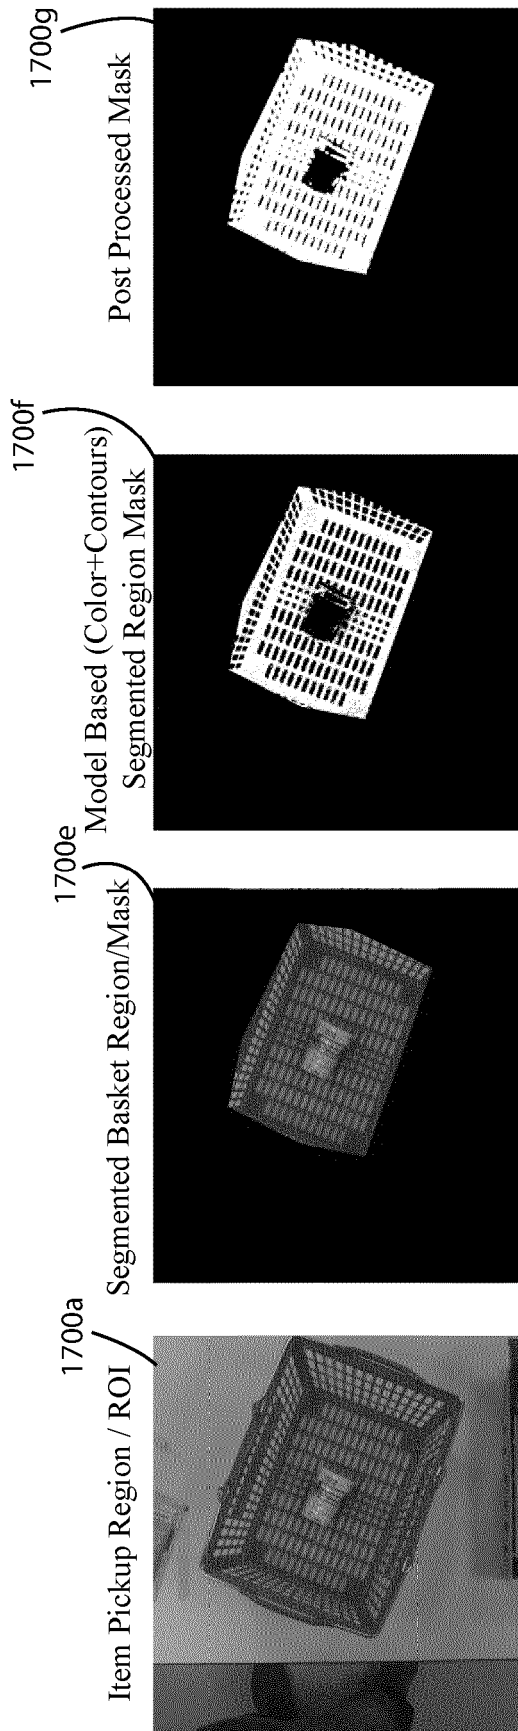 1700a
Item Pickup Region / ROI
1700e
Segmented Basket Region/Mask
1700f
Model Based (Color+Contours)
Segmented Region Mask
1700g
Post Processed Mask